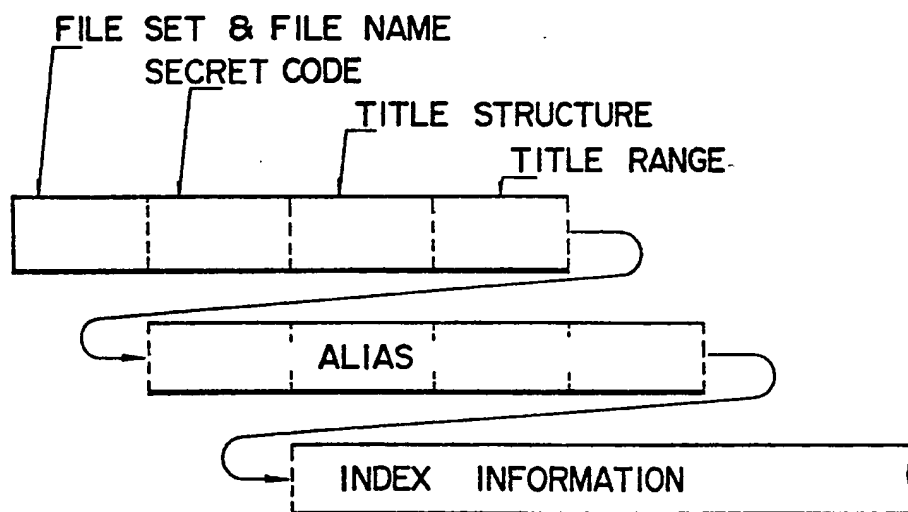 FILE SET & FILE NAME
SECRET CODE
TITLE STRUCTURE
TITLE RANGE
ALIAS
INDEX INFORMATION